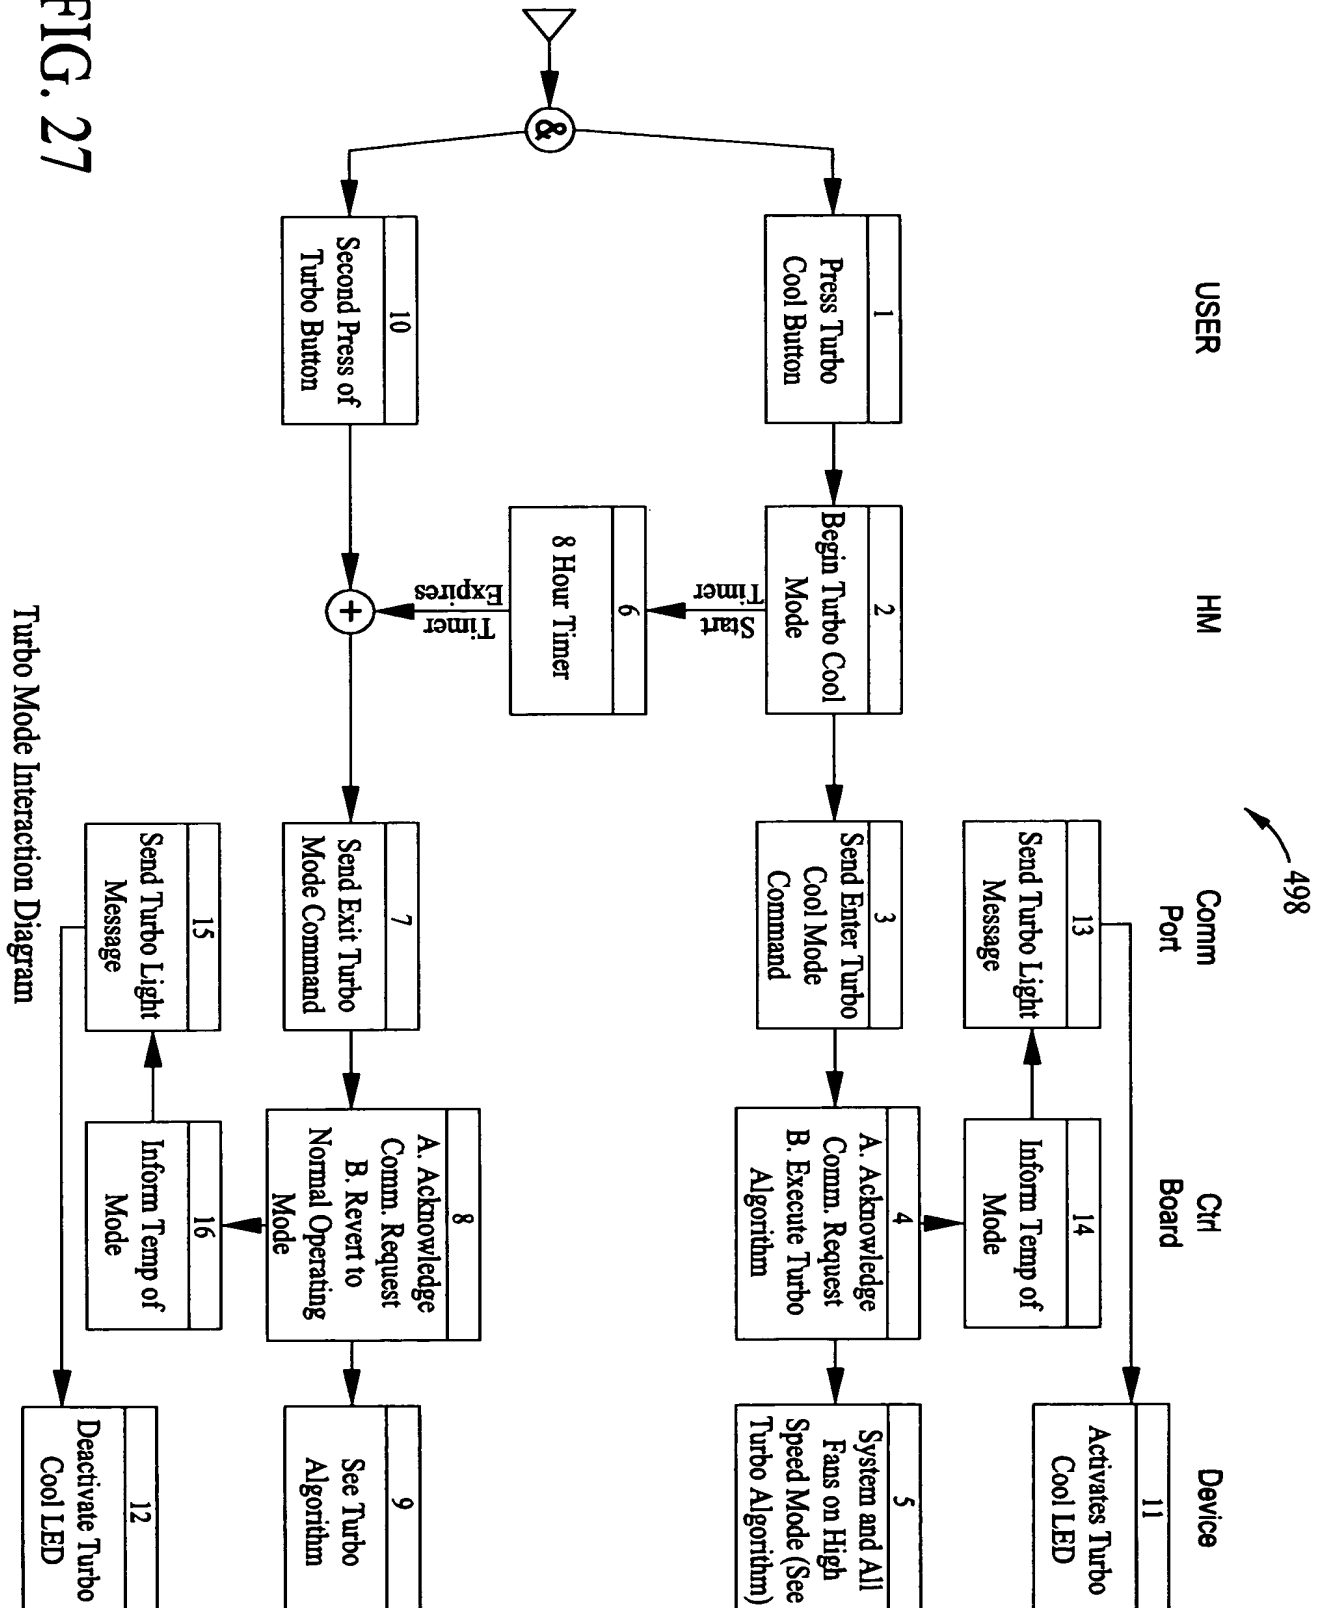 498
USER
HM
Comm
Port
Ctrl
Board
Device
11
Activates Turbo
Cool LED
13
Send Turbo Light
Message
14
Inform Temp of
Mode
1
Press Turbo
Cool Button
2
Begin Turbo Cool
Mode
3
Send Enter Turbo
Cool Mode
Command
4
A. Acknowledge
Comm. Request
B. Execute Turbo
Algorithm
5
System and All
Fans on High
Speed Mode (See
Turbo Algorithm)
Start
Timer
6
8 Hour Timer
Timer
Expires
&
+
10
Second Press of
Turbo Button
7
Send Exit Turbo
Mode Command
8
A. Acknowledge
Comm. Request
B. Revert to
Normal Operating
Mode
9
See Turbo
Algorithm
15
Send Turbo Light
Message
16
Inform Temp of
Mode
12
Deactivate Turbo
Cool LED
Turbo Mode Interaction Diagram
FIG. 27